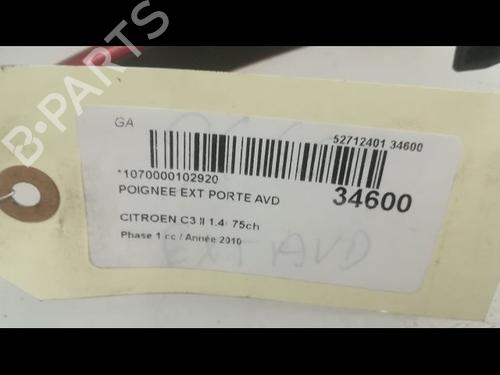 B-PARTS
GA
52712401 34600
*1070000102920
POIGNEE EXT PORTE AVD
34600
CITROEN C3 II 1.4i 75ch
Phase 1 cc / Année 2010
EXT AVD